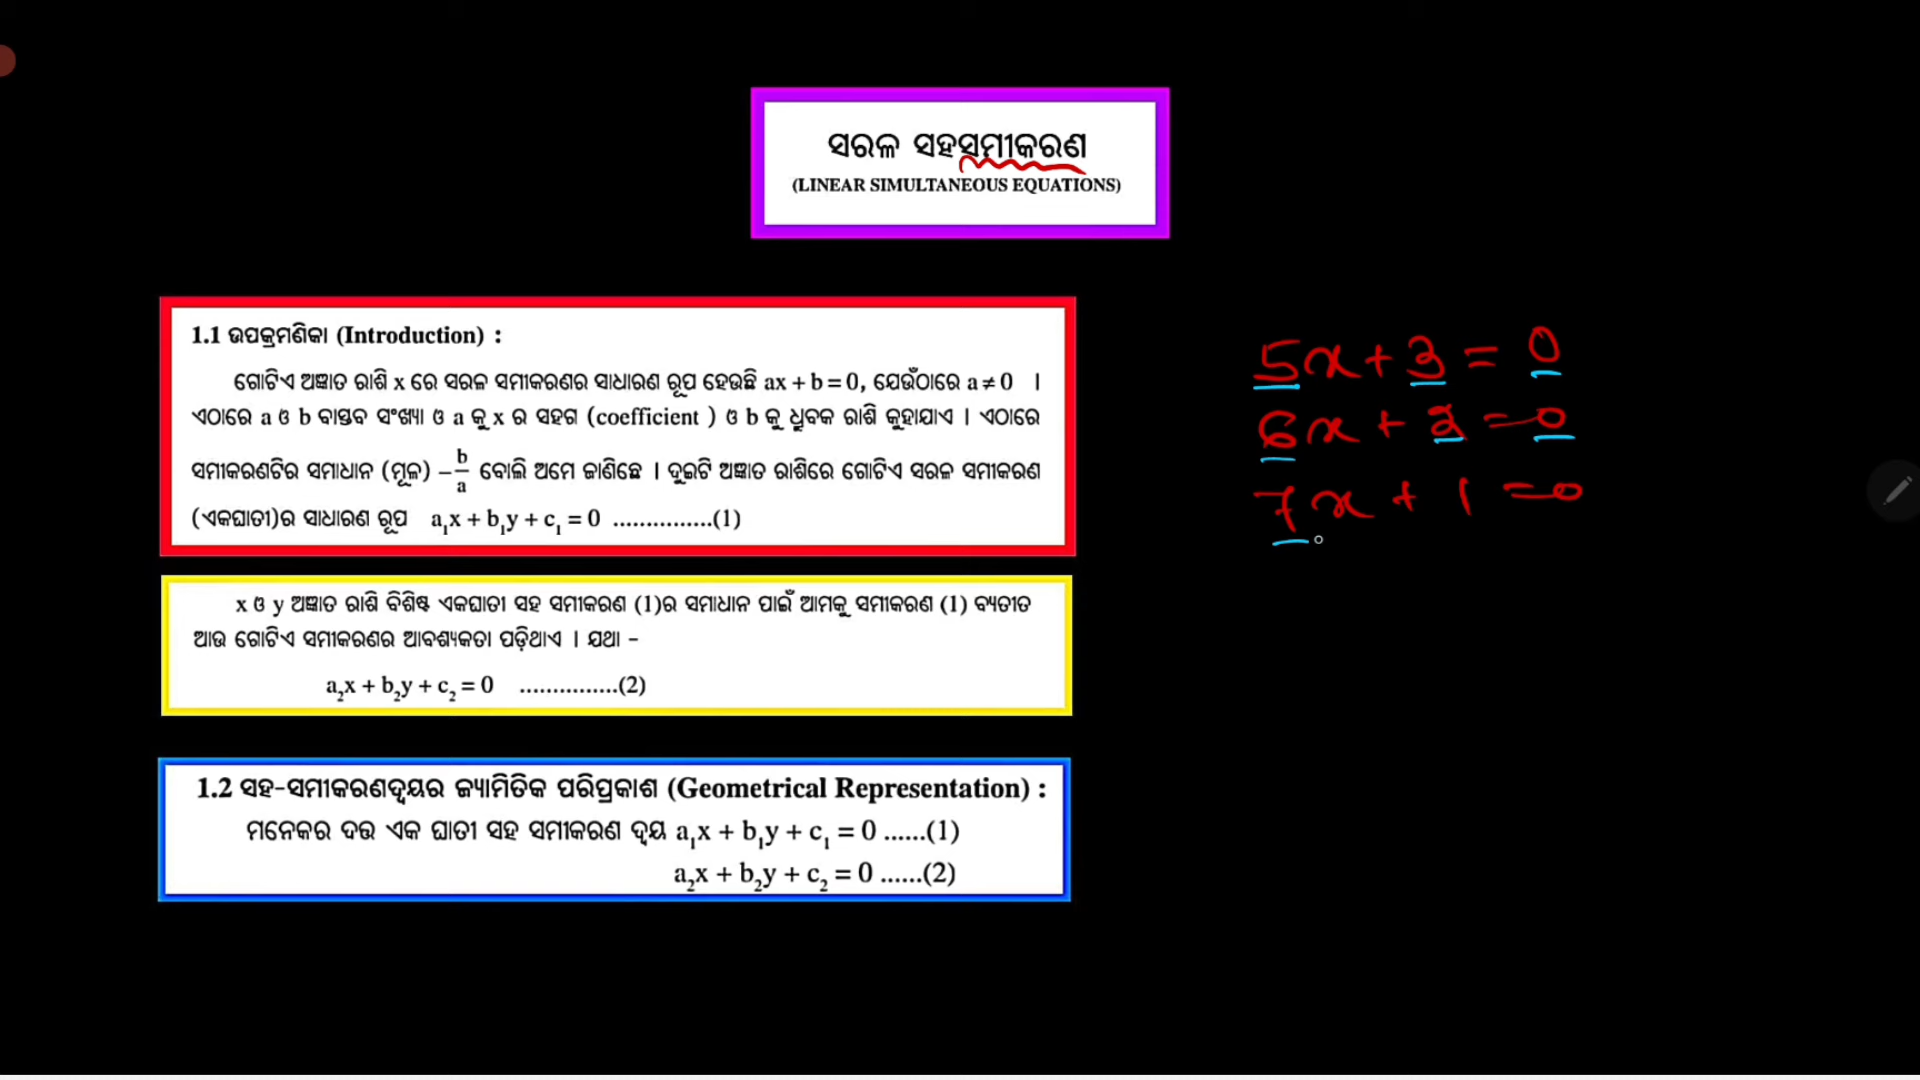 ସରଳ ସହସମୀକରଣ
(LINEAR SIMULTANEOUS EQUATIONS)
1.1 ଉପକ୍ରମଣିକା (Introduction) :
ଗୋଟିଏ ଅଜ୍ଞାତ ରାଶି x ରେ ସରଳ ସମୀକରଣର ସାଧାରଣ ରୂପ ହେଉଛି ax + b = 0, ଯେଉଁଠାରେ a ≠ 0 ।
ଏଠାରେ a ଓ b ବାସ୍ତବ ସଂଖ୍ୟା ଓ a କୁ x ର ସହଗ (coefficient ) ଓ b କୁ ଧ୍ରୁବକ ରାଶି କୁହାଯାଏ । ଏଠାରେ
ସମୀକରଣଟିର ସମାଧାନ (ମୂଳ) −b/a ବୋଲି ଅମେ ଜାଣିଛେ । ଦୁଇଟି ଅଜ୍ଞାତ ରାଶିରେ ଗୋଟିଏ ସରଳ ସମୀକରଣ
(ଏକଘାତୀ)ର ସାଧାରଣ ରୂପ a₁x + b₁y + c₁ = 0 ...............(1)
x ଓ y ଅଜ୍ଞାତ ରାଶି ବିଶିଷ୍ଟ ଏକଘାତୀ ସହ ସମୀକରଣ (1)ର ସମାଧାନ ପାଇଁ ଆମକୁ ସମୀକରଣ (1) ବ୍ୟତୀତ
ଆଉ ଗୋଟିଏ ସମୀକରଣର ଆବଶ୍ୟକତା ପଡ଼ିଥାଏ । ଯଥା -
a₂x + b₂y + c₂ = 0 ...............(2)
1.2 ସହ-ସମୀକରଣଦ୍ୱୟର ଜ୍ୟାମିତିକ ପରିପ୍ରକାଶ (Geometrical Representation) :
ମନେକର ଦତ୍ତ ଏକ ଘାତୀ ସହ ସମୀକରଣ ଦ୍ୱୟ a₁x + b₁y + c₁ = 0 ......(1)
a₂x + b₂y + c₂ = 0 ......(2)
5x + 3 = 0
6x + 2 = 0
7x + 1 = 0